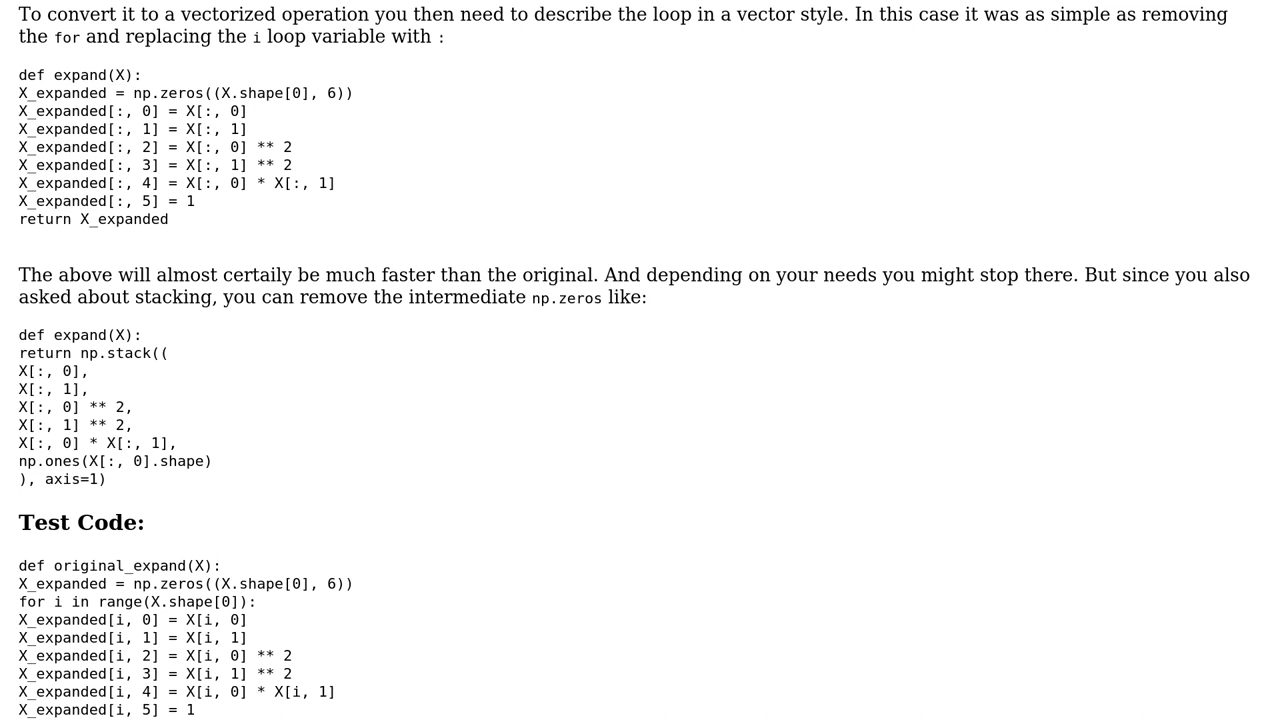 To convert it to a vectorized operation you then need to describe the loop in a vector style. In this case it was as simple as removing
the for and replacing the i loop variable with :
def expand(X):
X_expanded = np.zeros((X.shape[0], 6))
X_expanded[:, 0] = X[:, 0]
X_expanded[:, 1] = X[:, 1]
X_expanded[:, 2] = X[:, 0] ** 2
X_expanded[:, 3] = X[:, 1] ** 2
X_expanded[:, 4] = X[:, 0] * X[:, 1]
X_expanded[:, 5] = 1
return X_expanded
The above will almost certaily be much faster than the original. And depending on your needs you might stop there. But since you also
asked about stacking, you can remove the intermediate np.zeros like:
def expand(X):
return np.stack((
X[:, 0],
X[:, 1],
X[:, 0] ** 2,
X[:, 1] ** 2,
X[:, 0] * X[:, 1],
np.ones(X[:, 0].shape)
), axis=1)
Test Code:
def original_expand(X):
X_expanded = np.zeros((X.shape[0], 6))
for i in range(X.shape[0]):
X_expanded[i, 0] = X[i, 0]
X_expanded[i, 1] = X[i, 1]
X_expanded[i, 2] = X[i, 0] ** 2
X_expanded[i, 3] = X[i, 1] ** 2
X_expanded[i, 4] = X[i, 0] * X[i, 1]
X_expanded[i, 5] = 1